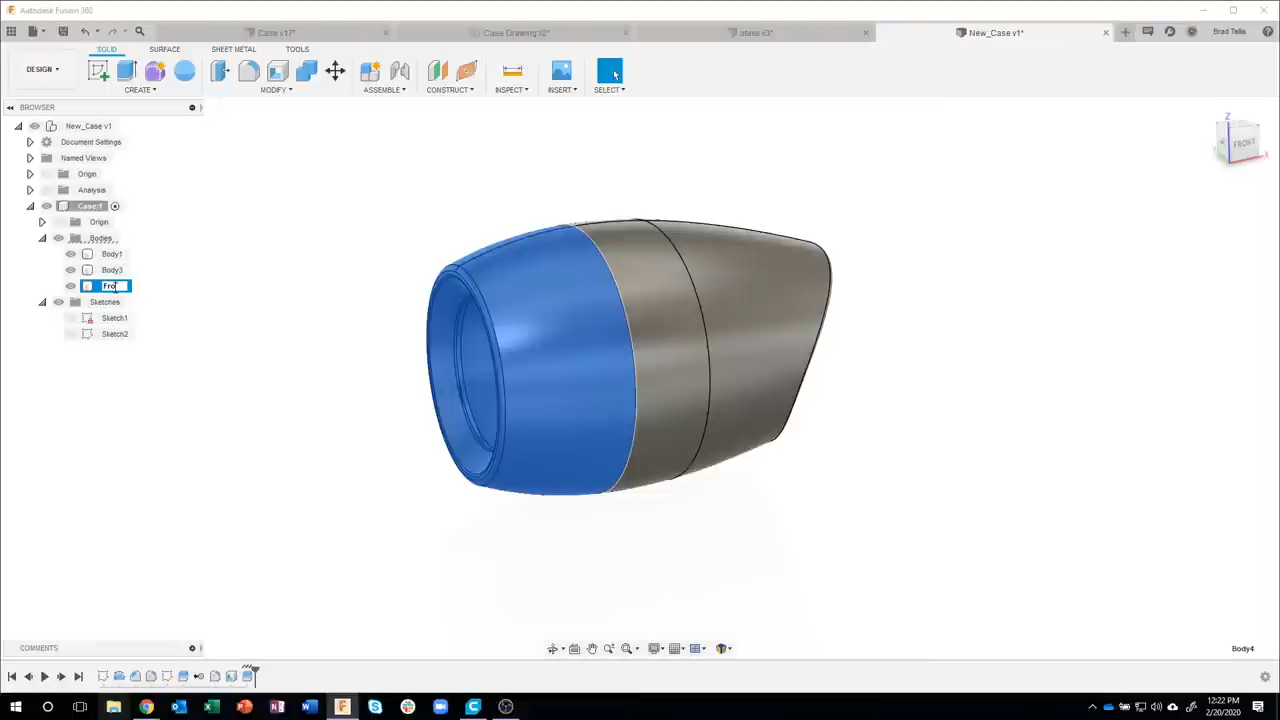 Autodesk Fusion 360
Case v17*
Case Drawing v2*
New_Case v1*
Brad Tallis
SOLID
SURFACE
SHEET METAL
TOOLS
DESIGN
CREATE
MODIFY
ASSEMBLE
CONSTRUCT
INSPECT
INSERT
SELECT
BROWSER
New_Case v1
Document Settings
Named Views
Origin
Analysis
Case:1
Origin
Bodies
Body1
Body3
Fro
Sketches
Sketch1
Sketch2
Z
FRONT
X
COMMENTS
Body4
12:22 PM
2/20/2020